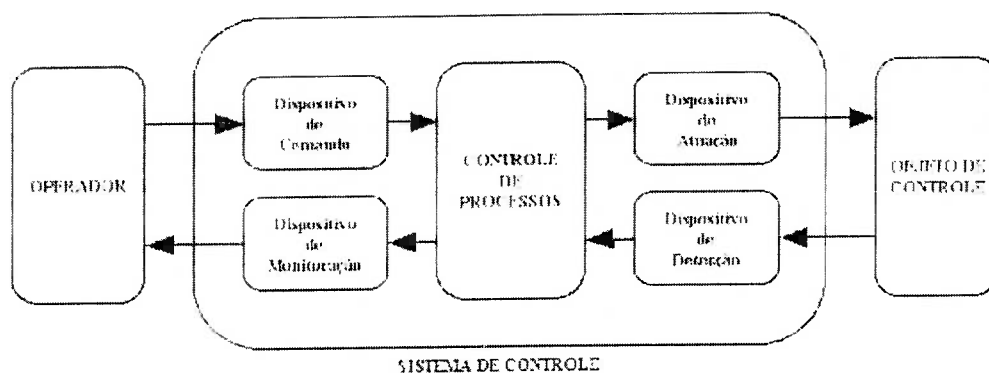 OPERADOR
Dispositivo
de
Comando
Dispositivo
de
Monitoração
CONTROLE
DE
PROCESSOS
Dispositivo
de
Atuação
Dispositivo
de
Detecção
OBJETO DE
CONTROLE
SISTEMA DE CONTROLE